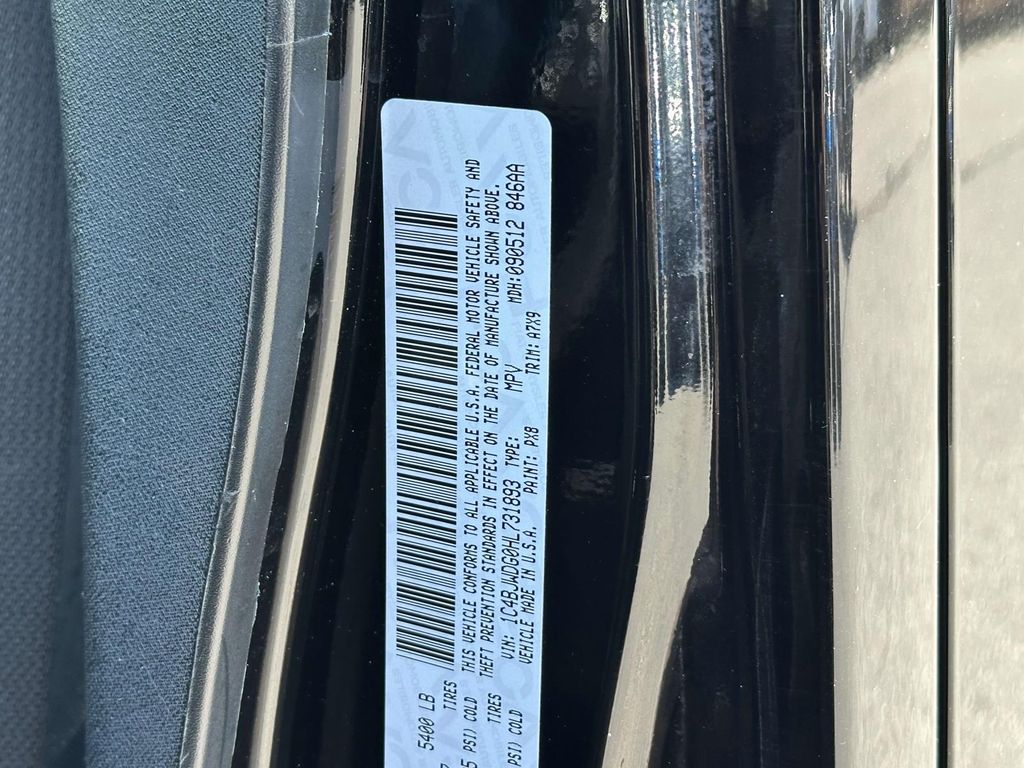 5400 LB
TIRES
5 PSI) COLD
THIS VEHICLE CONFORMS TO ALL APPLICABLE U.S.A. FEDERAL MOTOR VEHICLE SAFETY AND
TIRES
THEFT PREVENTION STANDARDS IN EFFECT ON THE DATE OF MANUFACTURE SHOWN ABOVE.
PSI) COLD
VIN: 1C4BJWDG0HL731893 TYPE: MPV MDH:090512 846AA
VEHICLE MADE IN U.S.A. PAINT: PX8 TRIM: A7X9